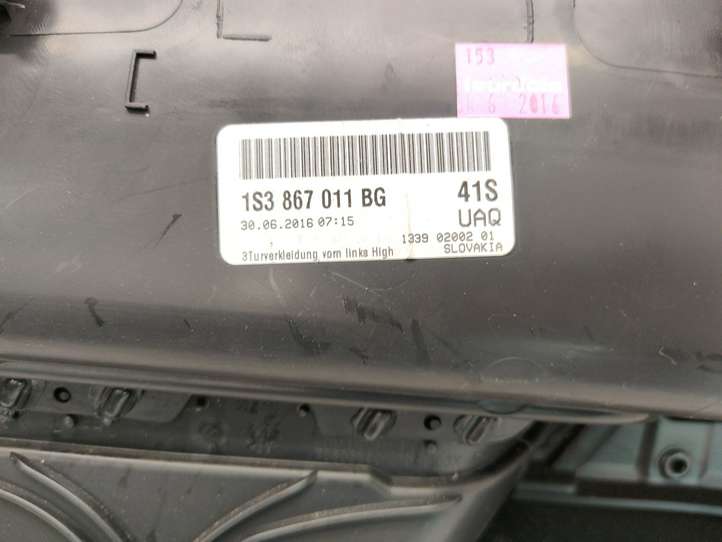 153
2016
1S3 867 011 BG 41S
30.06.2016 07:15 UAQ
1339 02002 01
3Turverkleidung vorn links High SLOVAKIA